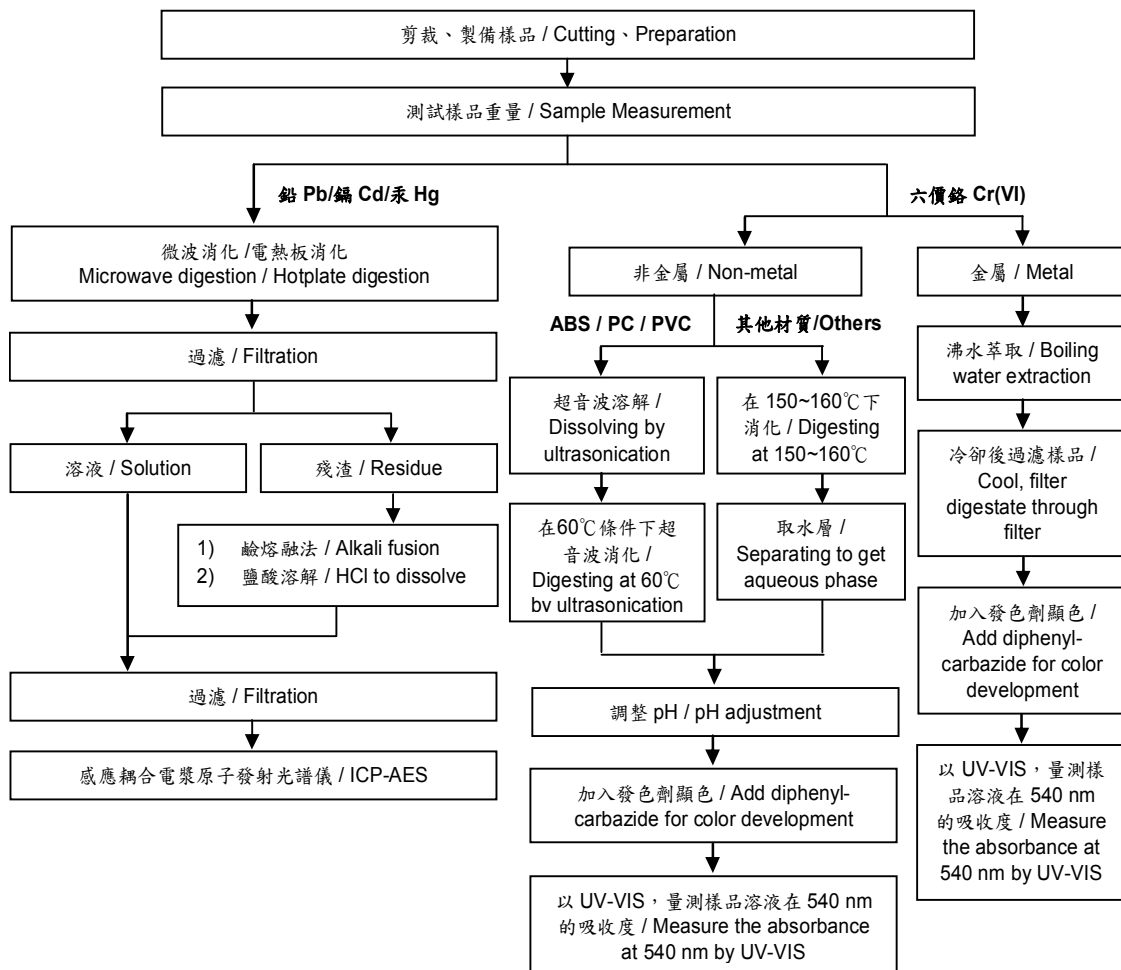 剪裁、製備樣品 / Cutting、Preparation
測試樣品重量 / Sample Measurement
鉛 Pb/鎘 Cd/汞 Hg
六價鉻 Cr(VI)
微波消化 /電熱板消化
Microwave digestion / Hotplate digestion
非金屬 / Non-metal
金屬 / Metal
ABS / PC / PVC
其他材質/Others
過濾 / Filtration
沸水萃取 / Boiling
water extraction
超音波溶解 /
Dissolving by
ultrasonication
在 150~160℃下
消化 / Digesting
at 150~160℃
溶液 / Solution
殘渣 / Residue
冷卻後過濾樣品 /
Cool, filter
digestate through
filter
1) 鹼熔融法 / Alkali fusion
2) 鹽酸溶解 / HCl to dissolve
在60℃條件下超
音波消化 /
Digesting at 60℃
by ultrasonication
取水層 /
Separating to get
aqueous phase
加入發色劑顯色 /
Add diphenyl-
carbazide for color
development
過濾 / Filtration
調整 pH / pH adjustment
感應耦合電漿原子發射光譜儀 / ICP-AES
加入發色劑顯色 / Add diphenyl-
carbazide for color development
以 UV-VIS，量測樣
品溶液在 540 nm
的吸收度 / Measure
the absorbance at
540 nm by UV-VIS
以 UV-VIS，量測樣品溶液在 540 nm
的吸收度 / Measure the absorbance
at 540 nm by UV-VIS